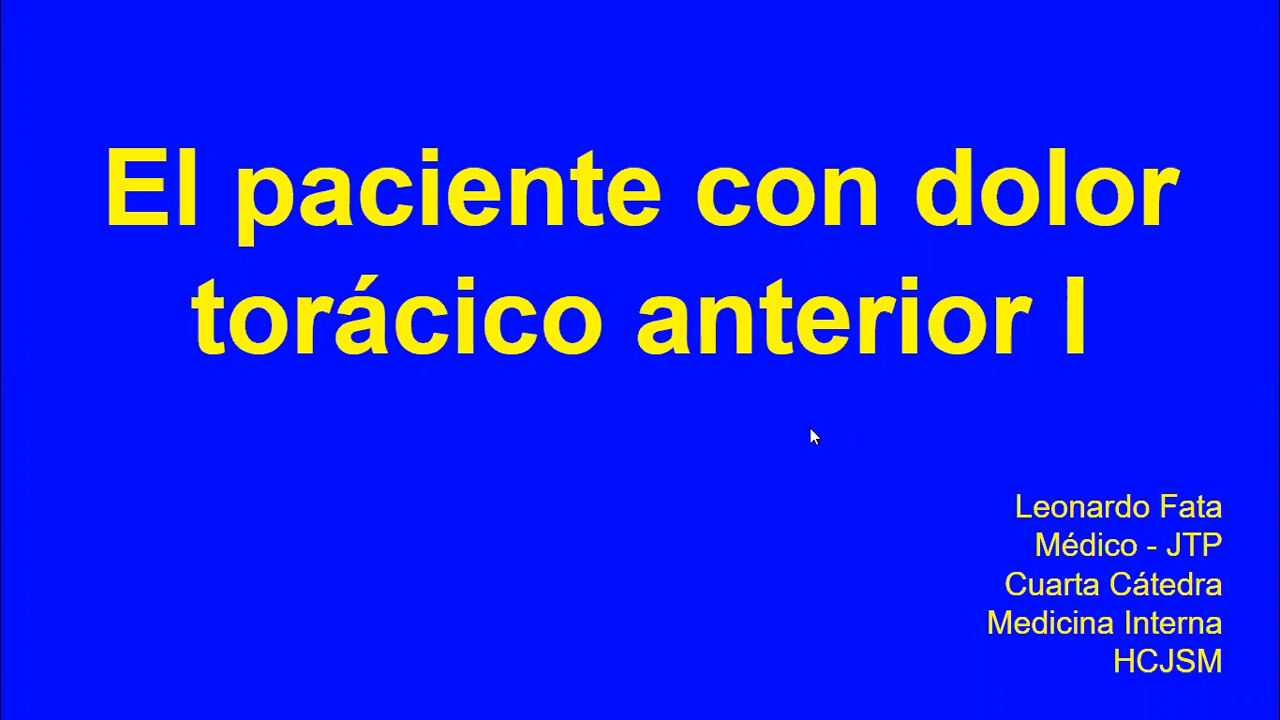 El paciente con dolor
torácico anterior I
Leonardo Fata
Médico - JTP
Cuarta Cátedra
Medicina Interna
HCJSM